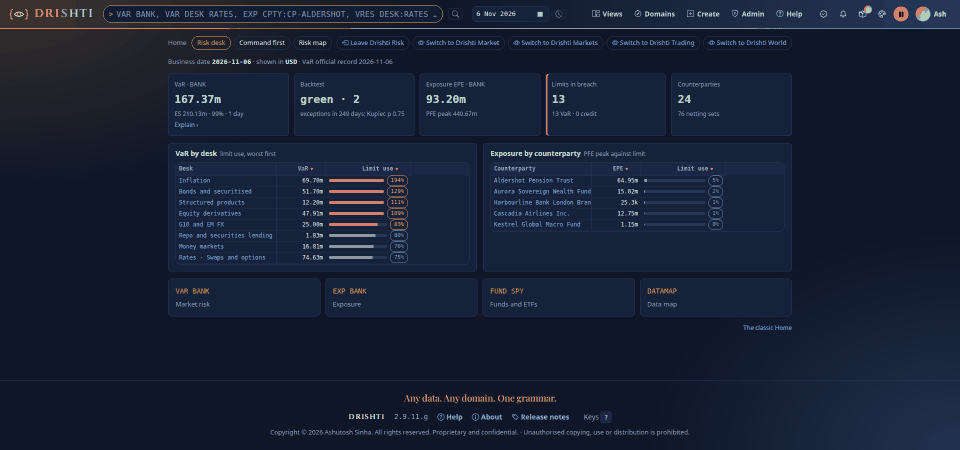 {👁} DRISHTI
> VAR BANK, VAR DESK RATES, EXP CPTY:CP-ALDERSHOT, VRES DESK:RATES …
6 Nov 2026
Views
Domains
Create
Admin
Help
Ash
Home
Risk desk
Command first
Risk map
Leave Drishti Risk
Switch to Drishti Market
Switch to Drishti Markets
Switch to Drishti Trading
Switch to Drishti World
Business date 2026-11-06 · shown in USD · VaR official record 2026-11-06
VaR · BANK
167.37m
ES 210.13m · 99% · 1 day
Explain ›
Backtest
green · 2
exceptions in 249 days; Kupiec p 0.75
Exposure EPE · BANK
93.20m
PFE peak 440.67m
Limits in breach
13
13 VaR · 0 credit
Counterparties
24
76 netting sets
VaR by desk limit use, worst first
Desk VaR ▾ Limit use ▾
Inflation 69.70m 194%
Bonds and securitised 51.70m 129%
Structured products 12.20m 111%
Equity derivatives 47.91m 109%
G10 and EM FX 25.00m 83%
Repo and securities lending 1.83m 80%
Money markets 16.81m 76%
Rates - Swaps and options 74.63m 75%
Exposure by counterparty PFE peak against limit
Counterparty EPE ▾ Limit use ▾
Aldershot Pension Trust 64.95m 5%
Aurora Sovereign Wealth Fund 15.02m 2%
Harbourline Bank London Bran 25.3k 1%
Cascadia Airlines Inc. 12.75m 1%
Kestrel Global Macro Fund 1.15m 0%
VAR BANK
Market risk
EXP BANK
Exposure
FUND SPY
Funds and ETFs
DATAMAP
Data map
The classic Home
Any data. Any domain. One grammar.
DRISHTI 2.9.11.g Help About Release notes Keys ?
Copyright © 2026 Ashutosh Sinha. All rights reserved. Proprietary and confidential. · Unauthorised copying, use or distribution is prohibited.